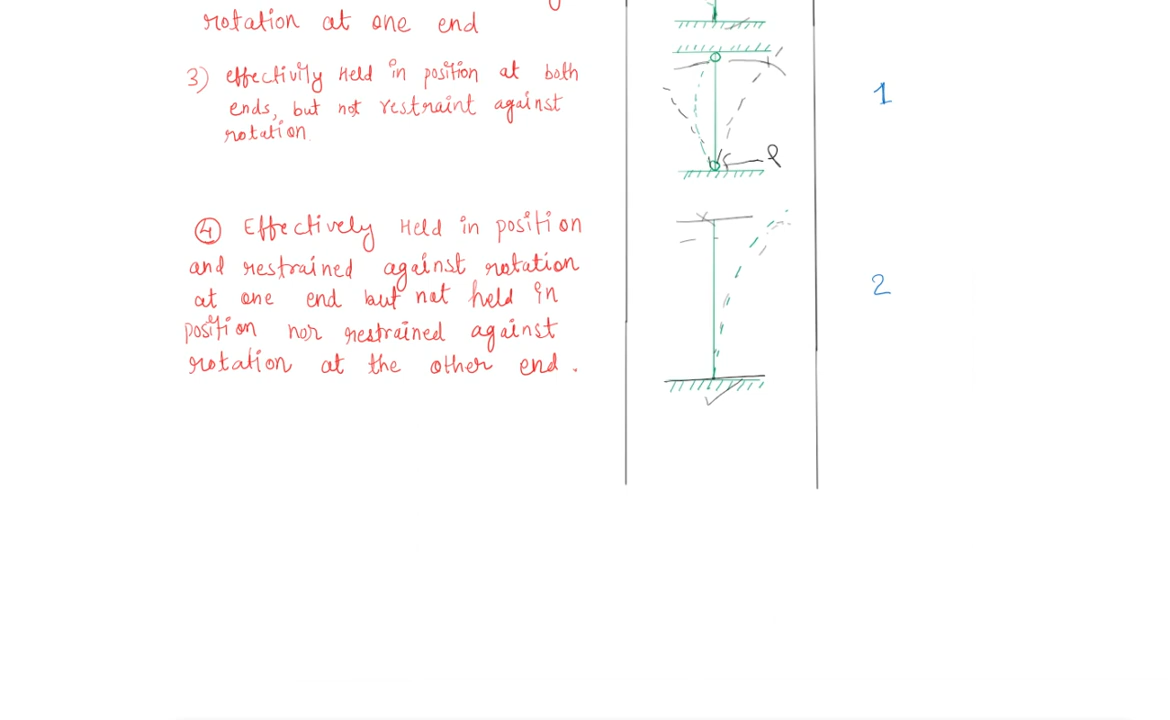 rotation at one end
3) effectivily Held in position at both
ends, but not restraint against
rotation
1
P
④ Effectively Held in position
and restrained against rotation
at one end but not held in
position nor restrained against
rotation at the other end.
2